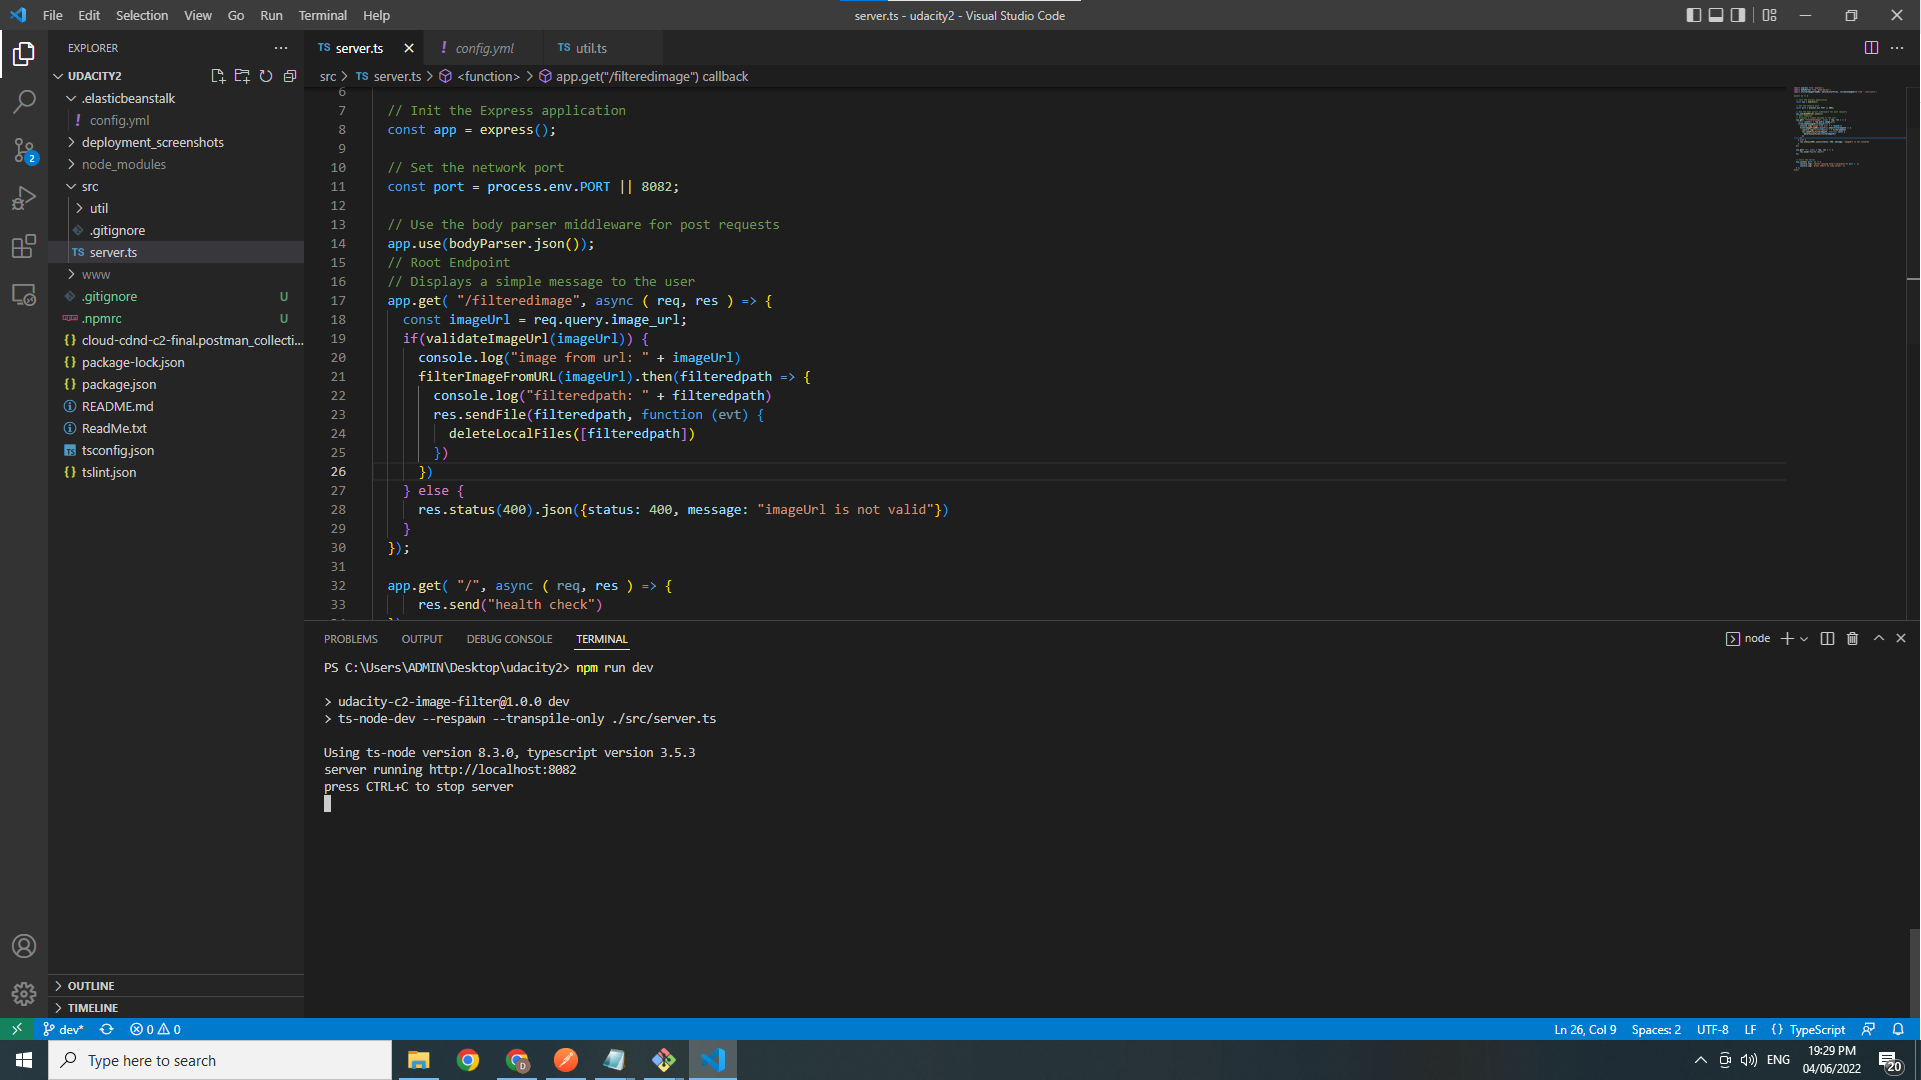 File Edit Selection View Go Run Terminal Help
server.ts - udacity2 - Visual Studio Code
EXPLORER
UDACITY2
.elasticbeanstalk
config.yml
deployment_screenshots
node_modules
src
util
.gitignore
server.ts
www
.gitignore U
.npmrc U
cloud-cdnd-c2-final.postman_collecti...
package-lock.json
package.json
README.md
ReadMe.txt
tsconfig.json
tslint.json
OUTLINE
TIMELINE
TS server.ts
! config.yml
TS util.ts
src > TS server.ts > <function> > app.get("/filteredimage") callback
6
7 // Init the Express application
8 const app = express();
9
10 // Set the network port
11 const port = process.env.PORT || 8082;
12
13 // Use the body parser middleware for post requests
14 app.use(bodyParser.json());
15 // Root Endpoint
16 // Displays a simple message to the user
17 app.get( "/filteredimage", async ( req, res ) => {
18 const imageUrl = req.query.image_url;
19 if(validateImageUrl(imageUrl)) {
20 console.log("image from url: " + imageUrl)
21 filterImageFromURL(imageUrl).then(filteredpath => {
22 console.log("filteredpath: " + filteredpath)
23 res.sendFile(filteredpath, function (evt) {
24 deleteLocalFiles([filteredpath])
25 })
26 })
27 } else {
28 res.status(400).json({status: 400, message: "imageUrl is not valid"})
29 }
30 });
31
32 app.get( "/", async ( req, res ) => {
33 res.send("health check")
PROBLEMS OUTPUT DEBUG CONSOLE TERMINAL
node
PS C:\Users\ADMIN\Desktop\udacity2> npm run dev
> udacity-c2-image-filter@1.0.0 dev
> ts-node-dev --respawn --transpile-only ./src/server.ts
Using ts-node version 8.3.0, typescript version 3.5.3
server running http://localhost:8082
press CTRL+C to stop server
2
dev* 0 0
Ln 26, Col 9 Spaces: 2 UTF-8 LF {} TypeScript
Type here to search
D
ENG
19:29 PM
04/06/2022
20